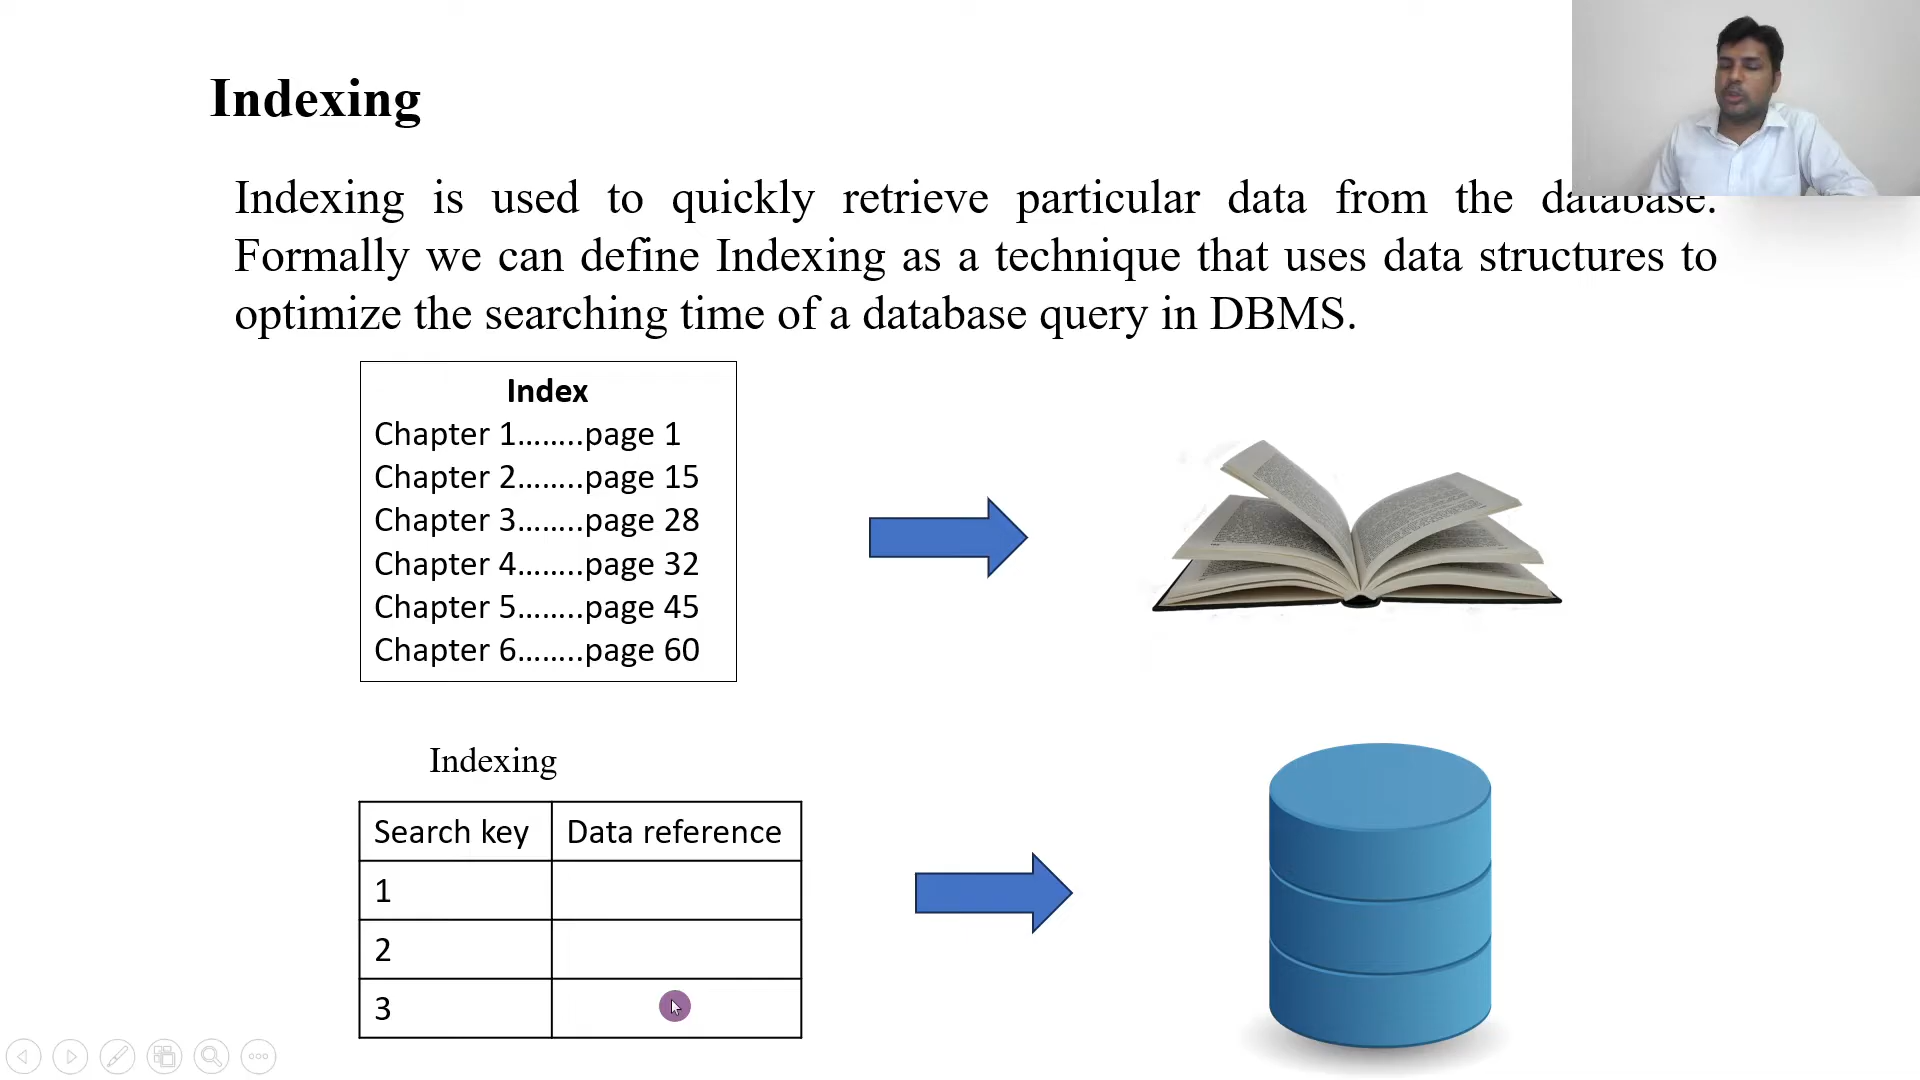 Indexing
Indexing is used to quickly retrieve particular data from the database.
Formally we can define Indexing as a technique that uses data structures to
optimize the searching time of a database query in DBMS.
Index
Chapter 1........page 1
Chapter 2........page 15
Chapter 3........page 28
Chapter 4........page 32
Chapter 5........page 45
Chapter 6........page 60
Indexing
Search key Data reference
1
2
3